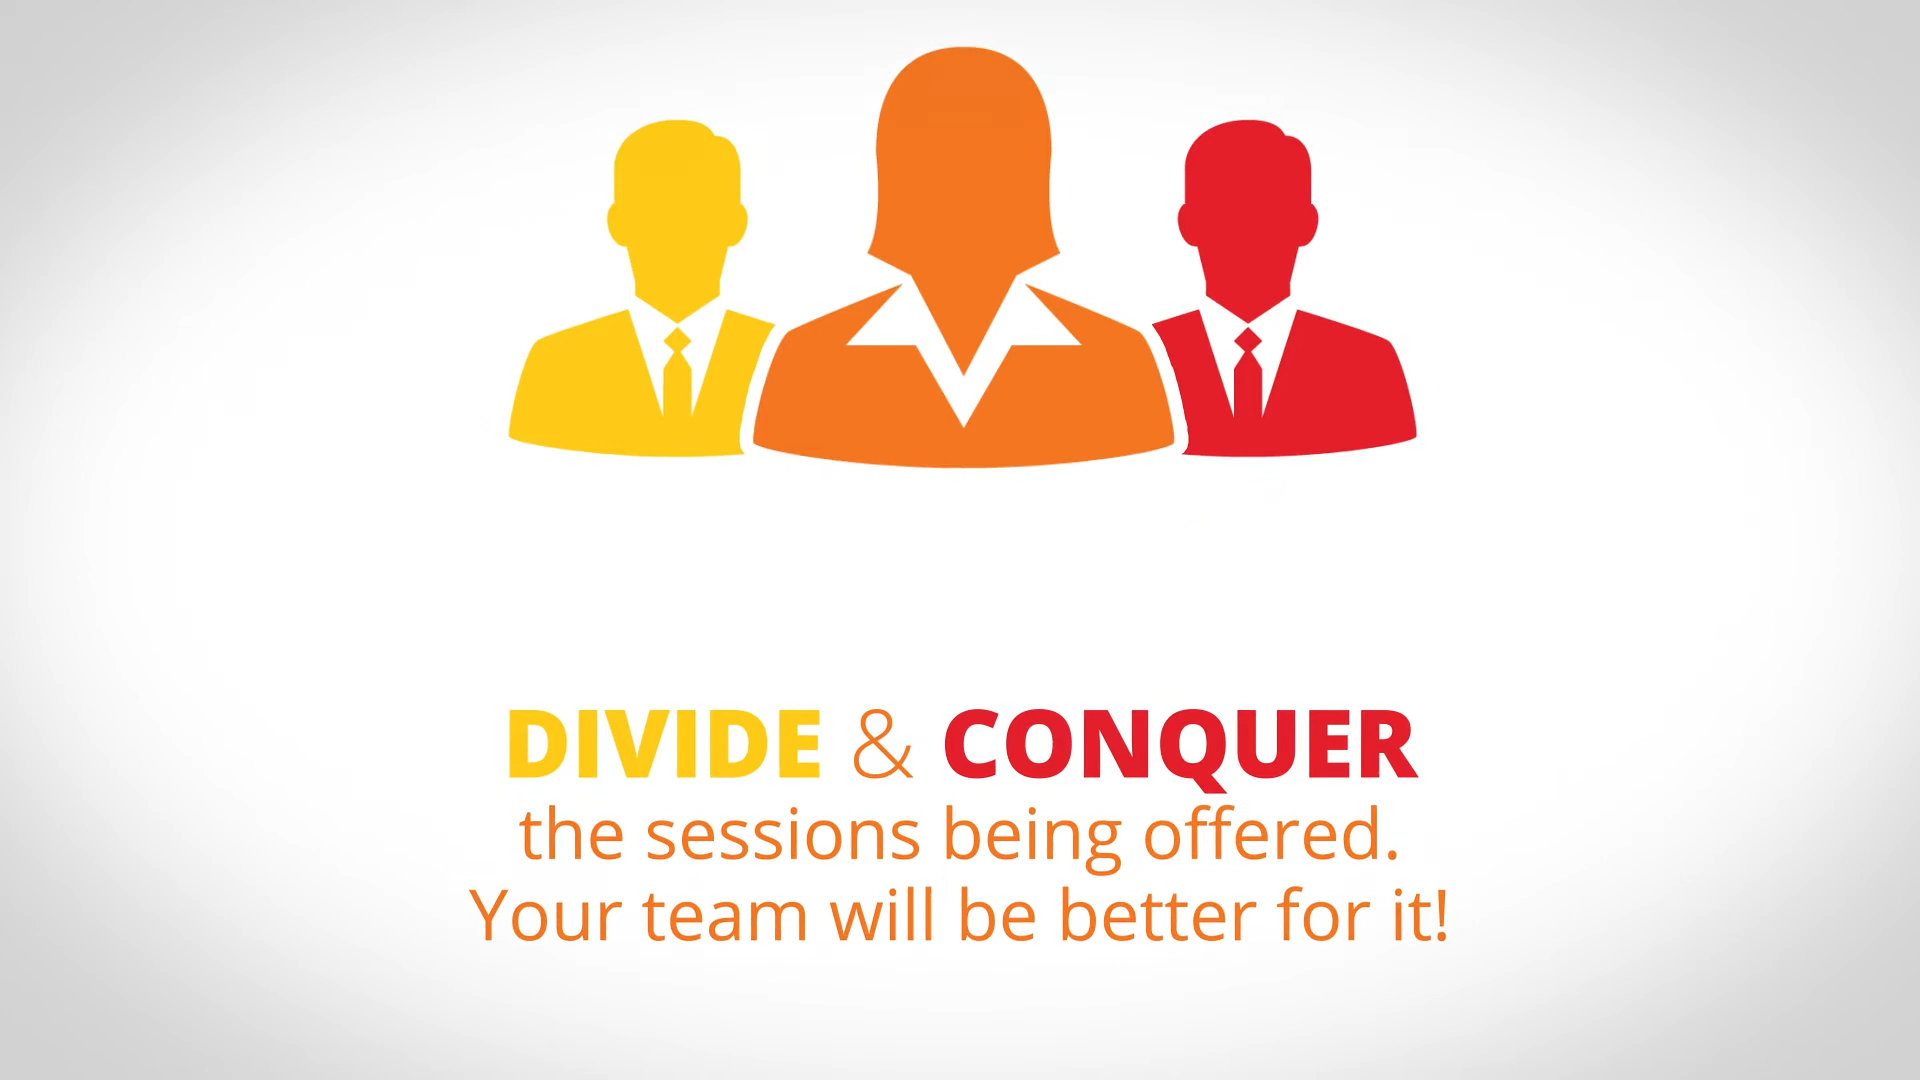 DIVIDE & CONQUER
the sessions being offered.
Your team will be better for it!